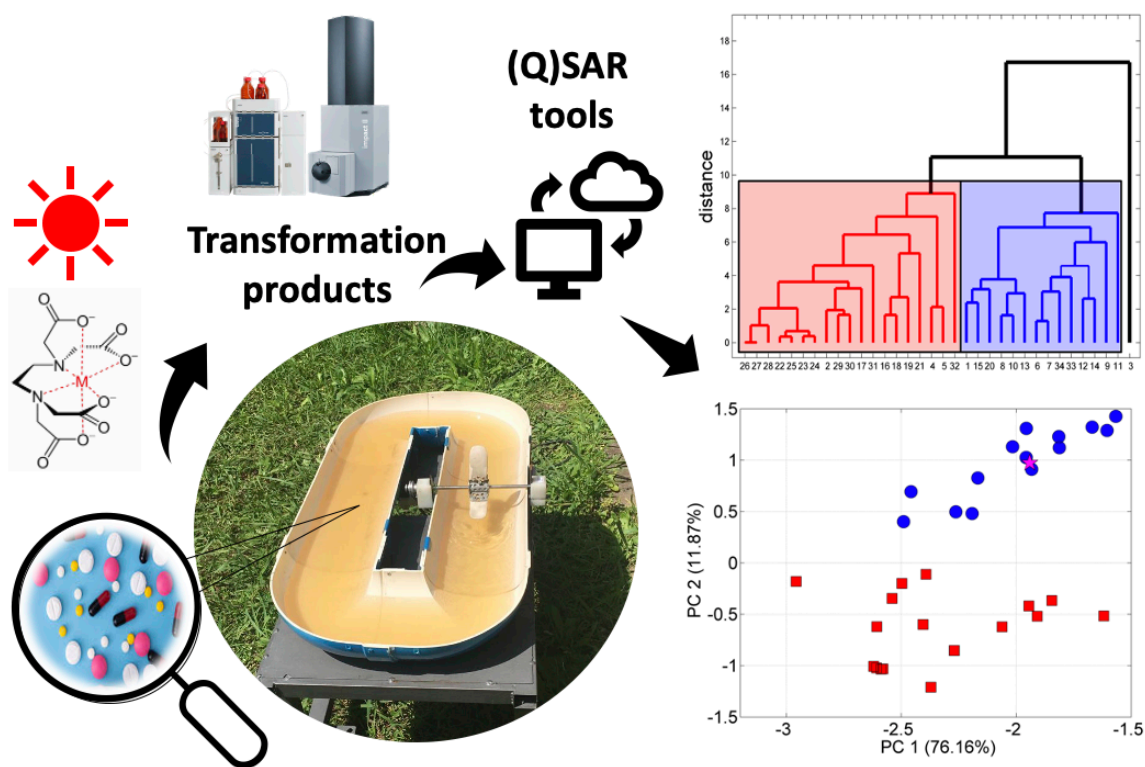 (Q)SAR
tools
impact II
Transformation
products
O
O⁻
O
O⁻
N
M
N
O⁻
O
O⁻
O
distance
18
16
14
12
10
8
6
4
2
0
26 27 28 22 25 23 24 2 29 30 17 31 16 18 19 21 4 5 32 1 15 20 8 10 13 6 7 34 33 12 14 9 11 3
PC 2 (11.87%)
1.5
1
0.5
0
-0.5
-1
-1.5
-3
-2.5
-2
-1.5
PC 1 (76.16%)